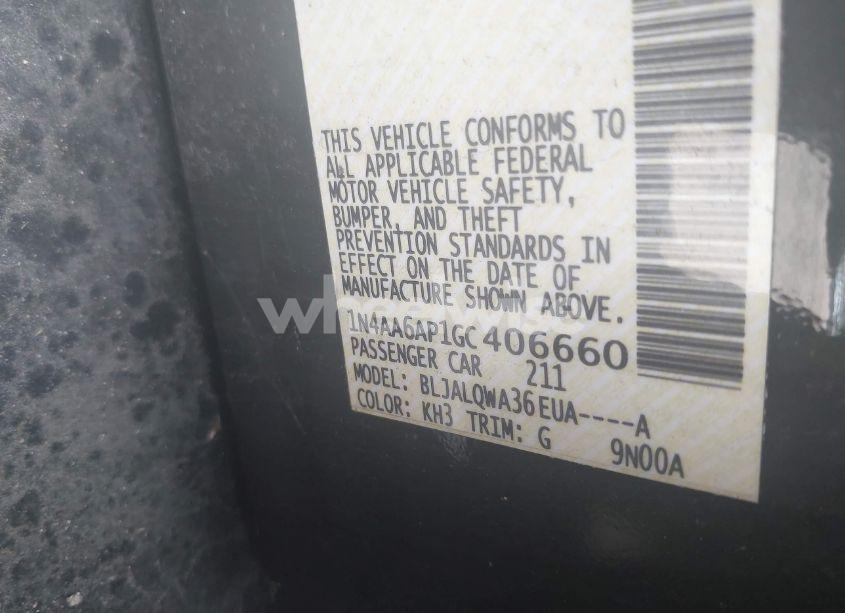 THIS VEHICLE CONFORMS TO
ALL APPLICABLE FEDERAL
MOTOR VEHICLE SAFETY,
BUMPER, AND THEFT
PREVENTION STANDARDS IN
EFFECT ON THE DATE OF
MANUFACTURE SHOWN ABOVE.
1N4AA6AP1GC406660
PASSENGER CAR 211
MODEL: BLJALQWA36EUA----A
COLOR: KH3 TRIM: G 9N00A